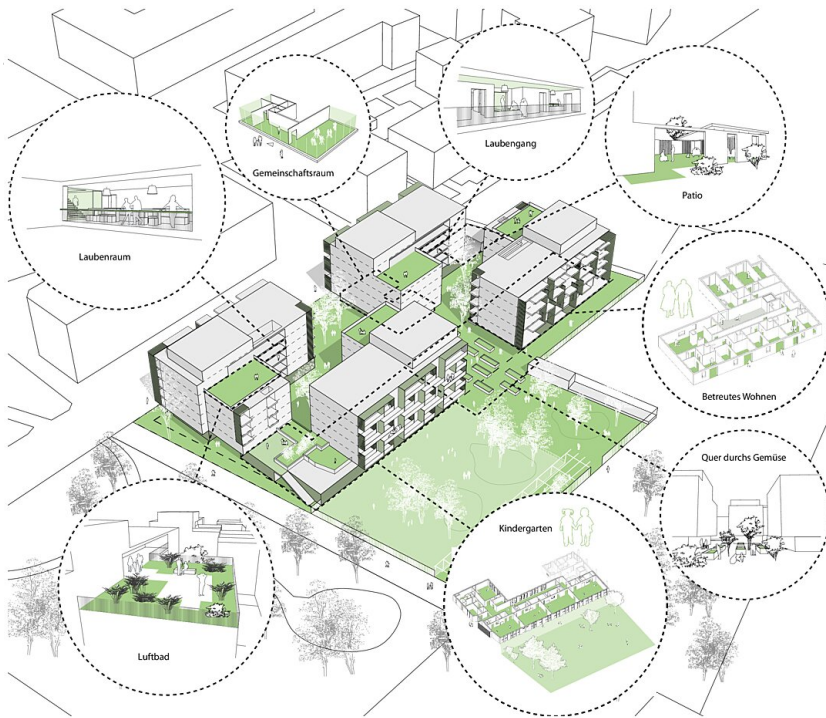 Laubengang
Gemeinschaftsraum
Patio
Laubenraum
Betreutes Wohnen
Quer durchs Gemüse
Kindergarten
Luftbad